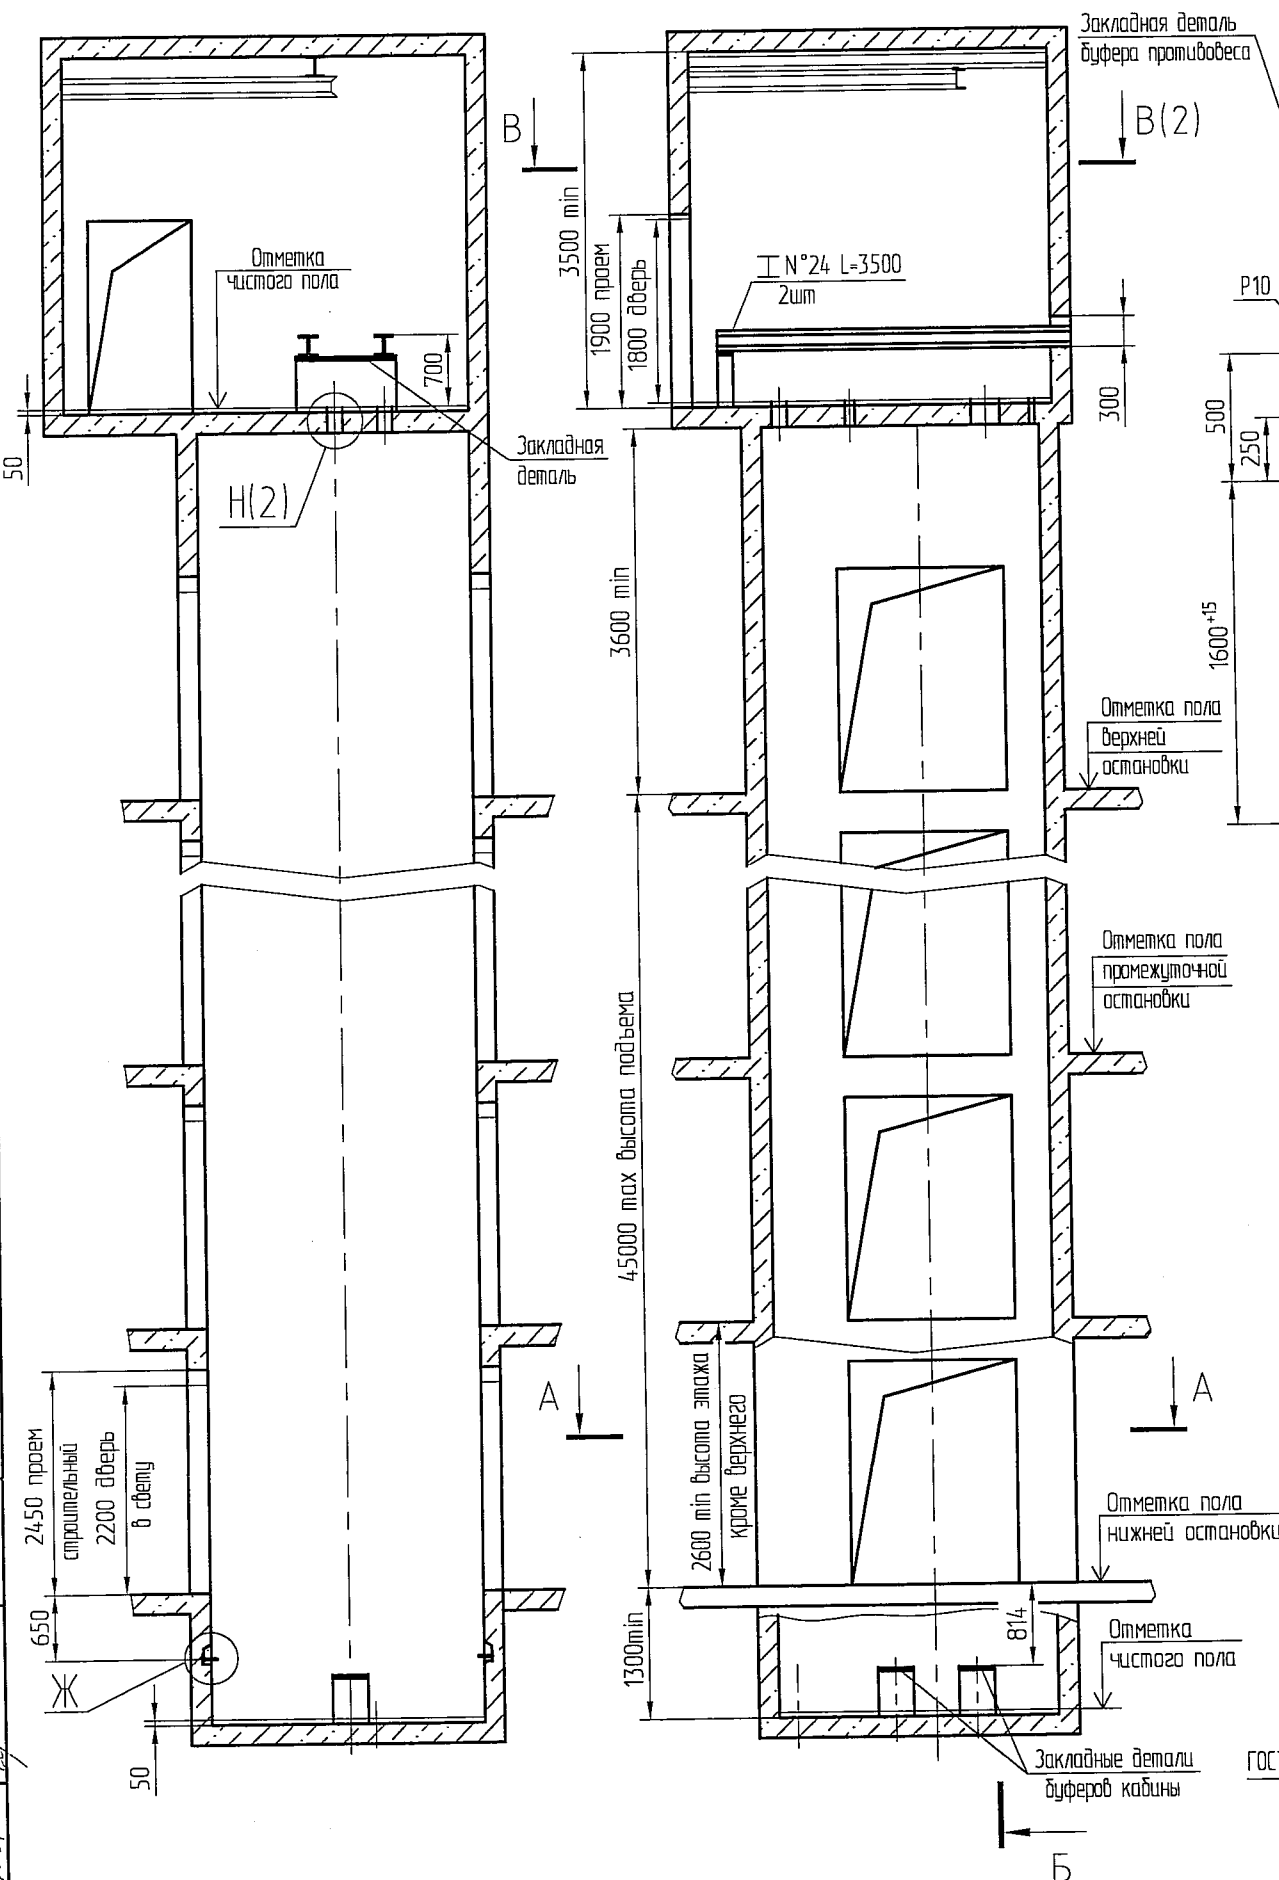 Закладная деталь
буфера противовеса
В
В(2)
3500 min
1900 проем
1800 дверь
Отметка
чистого пола
N°24 L=3500
2шт
Р10
700
300
500
250
50
Закладная
деталь
Н(2)
3600 min
1600+15
Отметка пола
верхней
остановки
Отметка пола
промежуточной
остановки
45000 max высота подъема
2600 min высота этажа
кроме верхнего
А
А
2450 проем
строительный
2200 дверь
в свету
650
Отметка пола
нижней остановки
1300min
814
Отметка
чистого пола
Ж
50
Закладные детали
буферов кабины
ГОСТ
Б